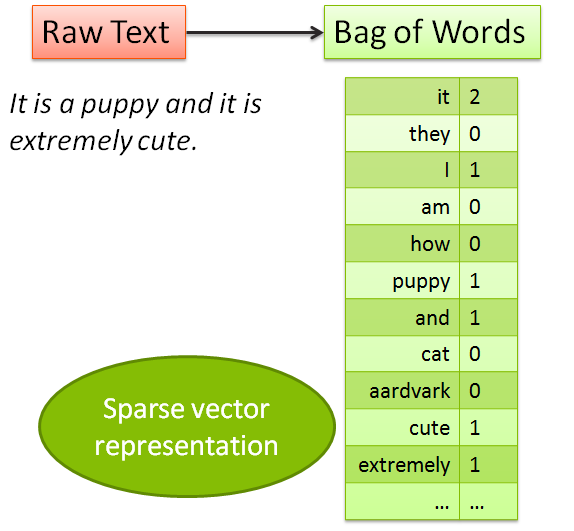 Raw Text
Bag of Words
It is a puppy and it is
extremely cute.
it 2
they 0
I 1
am 0
how 0
puppy 1
and 1
cat 0
aardvark 0
cute 1
extremely 1
... ...
Sparse vector
representation